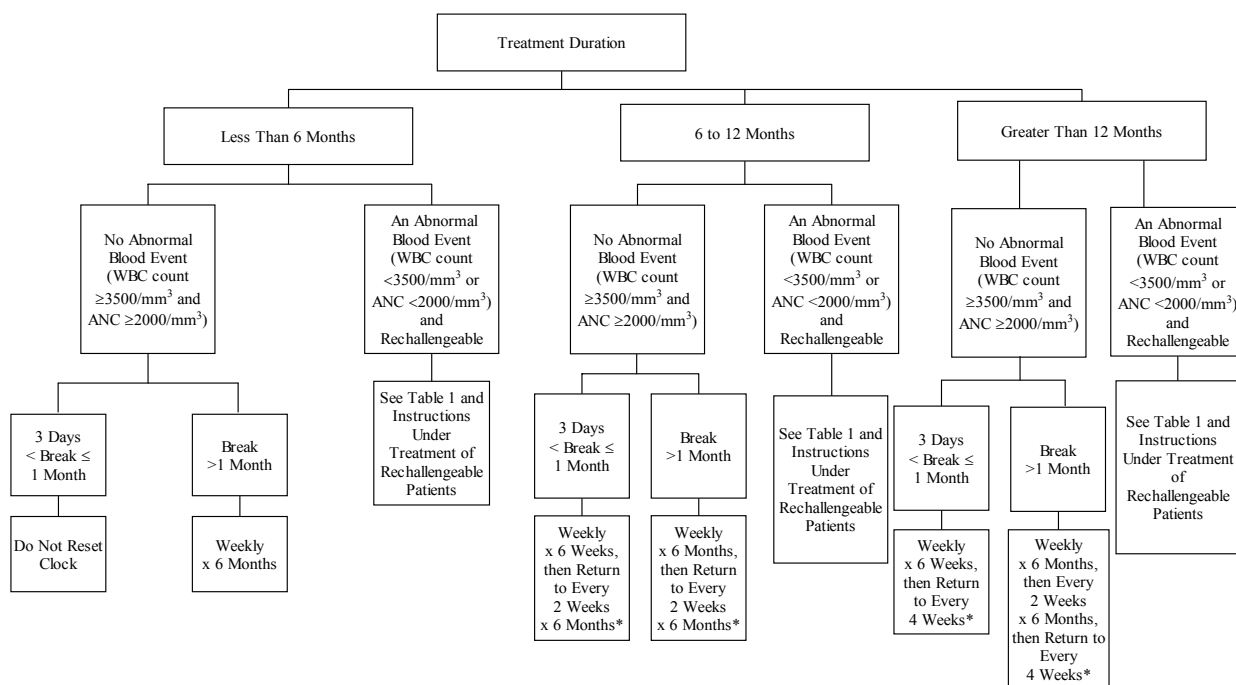 Treatment Duration
Less Than 6 Months
6 to 12 Months
Greater Than 12 Months
No Abnormal
Blood Event
(WBC count
≥3500/mm³ and
ANC ≥2000/mm³)
An Abnormal
Blood Event
(WBC count
<3500/mm³ or
ANC <2000/mm³)
and
Rechallengeable
No Abnormal
Blood Event
(WBC count
≥3500/mm³ and
ANC ≥2000/mm³)
An Abnormal
Blood Event
(WBC count
<3500/mm³ or
ANC <2000/mm³)
and
Rechallengeable
No Abnormal
Blood Event
(WBC count
≥3500/mm³ and
ANC ≥2000/mm³)
An Abnormal
Blood Event
(WBC count
<3500/mm³ or
ANC <2000/mm³)
and
Rechallengeable
3 Days
< Break ≤
1 Month
Break
>1 Month
See Table 1 and
Instructions
Under
Treatment of
Rechallengeable
Patients
3 Days
< Break ≤
1 Month
Break
>1 Month
See Table 1 and
Instructions
Under
Treatment of
Rechallengeable
Patients
3 Days
< Break ≤
1 Month
Break
>1 Month
See Table 1 and
Instructions
Under Treatment
of
Rechallengeable
Patients
Do Not Reset
Clock
Weekly
x 6 Months
Weekly
x 6 Weeks,
then Return
to Every
2 Weeks
x 6 Months*
Weekly
x 6 Months,
then Return
to Every
2 Weeks
x 6 Months*
Weekly
x 6 Weeks,
then Return
to Every
4 Weeks*
Weekly
x 6 Months,
then Every
2 Weeks
x 6 Months,
then Return to
Every
4 Weeks*